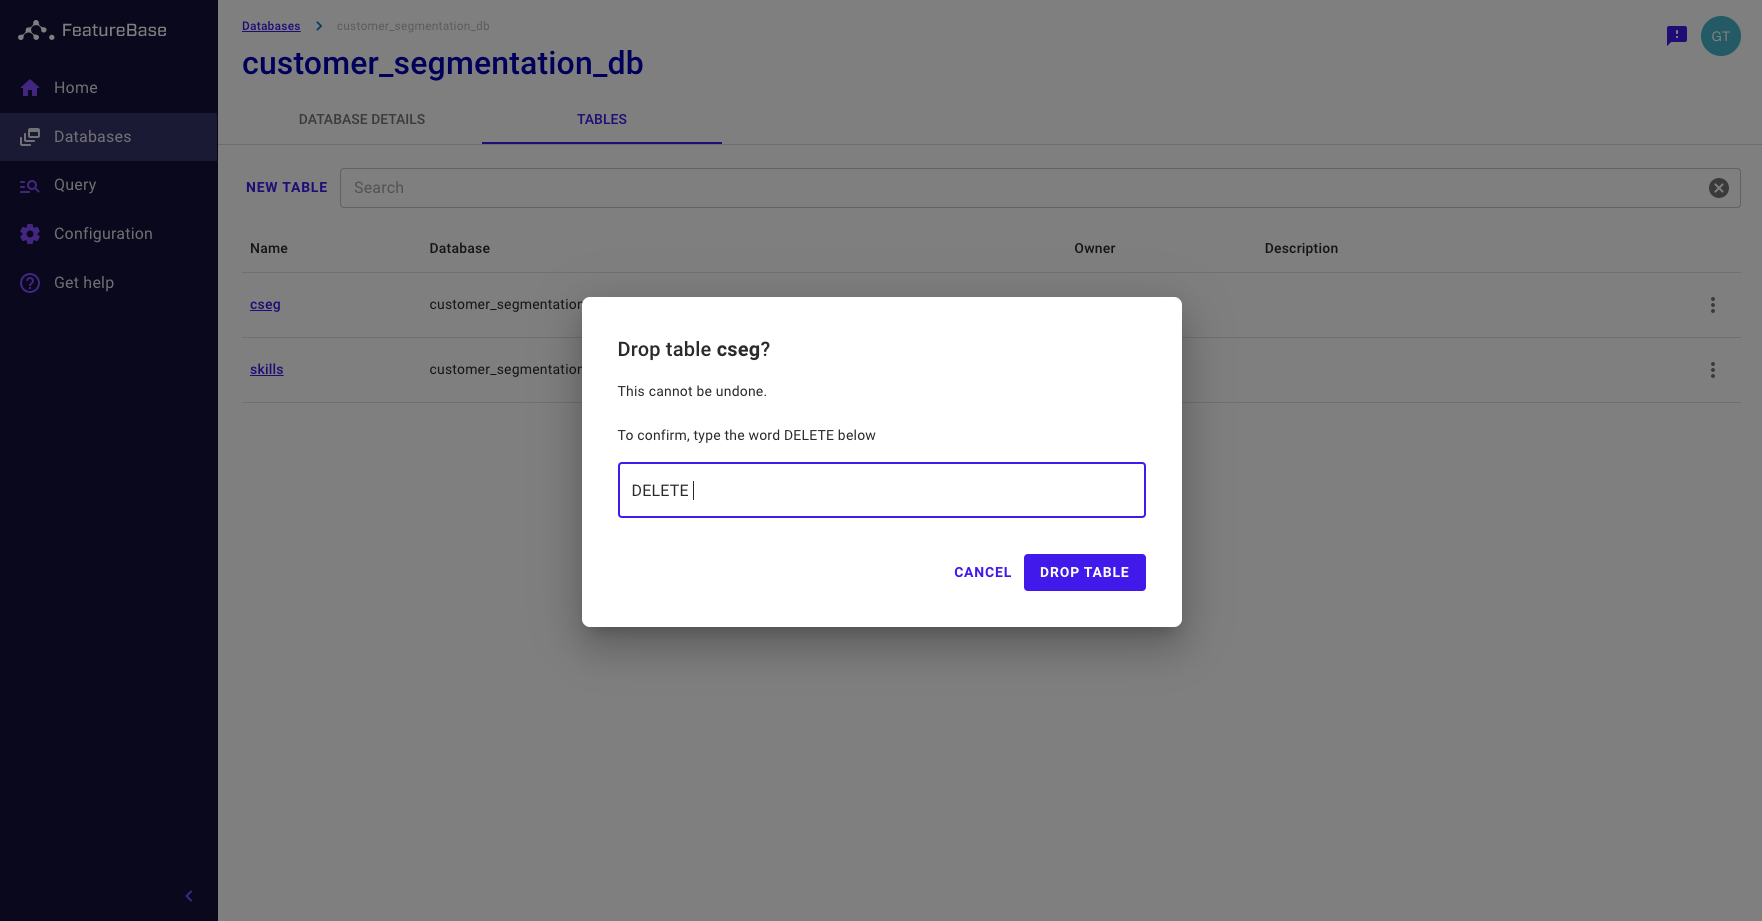 FeatureBase
Home
Databases
Query
Configuration
Get help
Databases > customer_segmentation_db
customer_segmentation_db
GT
DATABASE DETAILS TABLES
NEW TABLE Search
Name Database Owner Description
cseg customer_segmentation
skills customer_segmentation
Drop table cseg?
This cannot be undone.
To confirm, type the word DELETE below
DELETE
CANCEL DROP TABLE